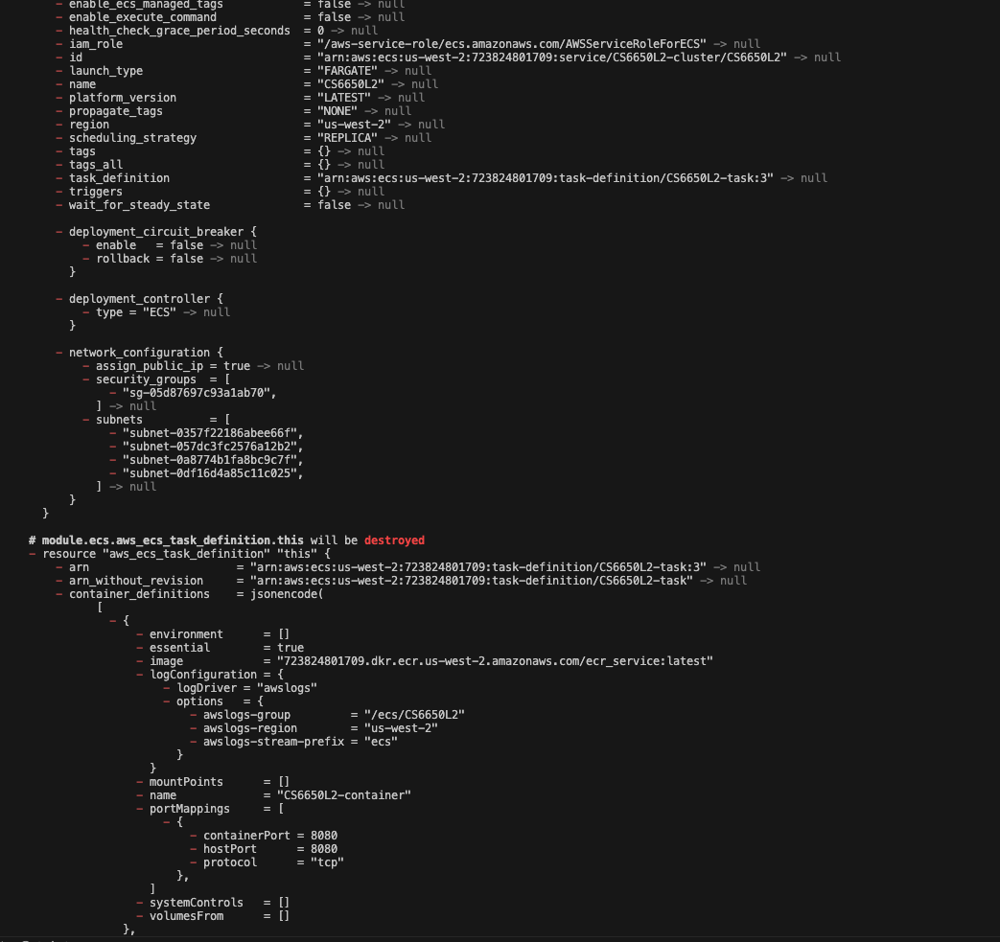 - enable_ecs_managed_tags = false -> null
- enable_execute_command = false -> null
- health_check_grace_period_seconds = 0 -> null
- iam_role = "/aws-service-role/ecs.amazonaws.com/AWSServiceRoleForECS" -> null
- id = "arn:aws:ecs:us-west-2:723824801709:service/CS6650L2-cluster/CS6650L2" -> null
- launch_type = "FARGATE" -> null
- name = "CS6650L2" -> null
- platform_version = "LATEST" -> null
- propagate_tags = "NONE" -> null
- region = "us-west-2" -> null
- scheduling_strategy = "REPLICA" -> null
- tags = {} -> null
- tags_all = {} -> null
- task_definition = "arn:aws:ecs:us-west-2:723824801709:task-definition/CS6650L2-task:3" -> null
- triggers = {} -> null
- wait_for_steady_state = false -> null
- deployment_circuit_breaker {
- enable = false -> null
- rollback = false -> null
}
- deployment_controller {
- type = "ECS" -> null
}
- network_configuration {
- assign_public_ip = true -> null
- security_groups = [
- "sg-05d87697c93a1ab70",
] -> null
- subnets = [
- "subnet-0357f22186abee66f",
- "subnet-057dc3fc2576a12b2",
- "subnet-0a8774b1fa8bc9c7f",
- "subnet-0df16d4a85c11c025",
] -> null
}
}
# module.ecs.aws_ecs_task_definition.this will be destroyed
- resource "aws_ecs_task_definition" "this" {
- arn = "arn:aws:ecs:us-west-2:723824801709:task-definition/CS6650L2-task:3" -> null
- arn_without_revision = "arn:aws:ecs:us-west-2:723824801709:task-definition/CS6650L2-task" -> null
- container_definitions = jsonencode(
[
- {
- environment = []
- essential = true
- image = "723824801709.dkr.ecr.us-west-2.amazonaws.com/ecr_service:latest"
- logConfiguration = {
- logDriver = "awslogs"
- options = {
- awslogs-group = "/ecs/CS6650L2"
- awslogs-region = "us-west-2"
- awslogs-stream-prefix = "ecs"
}
}
- mountPoints = []
- name = "CS6650L2-container"
- portMappings = [
- {
- containerPort = 8080
- hostPort = 8080
- protocol = "tcp"
},
]
- systemControls = []
- volumesFrom = []
},